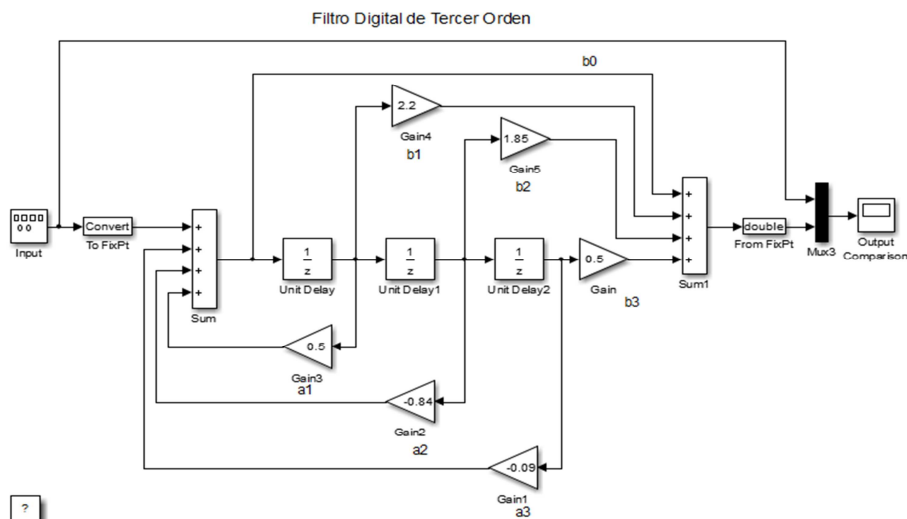 Filtro Digital de Tercer Orden
b0
2.2
Gain4
b1
1.85
Gain5
b2
Input
Convert
To FixPt
+
+
+
+
Sum
1
z
Unit Delay
1
z
Unit Delay1
1
z
Unit Delay2
0.5
Gain
b3
+
+
+
+
Sum1
double
From FixPt
Mux3
Output
Comparison
0.5
Gain3
a1
-0.84
Gain2
a2
-0.09
Gain1
a3
?